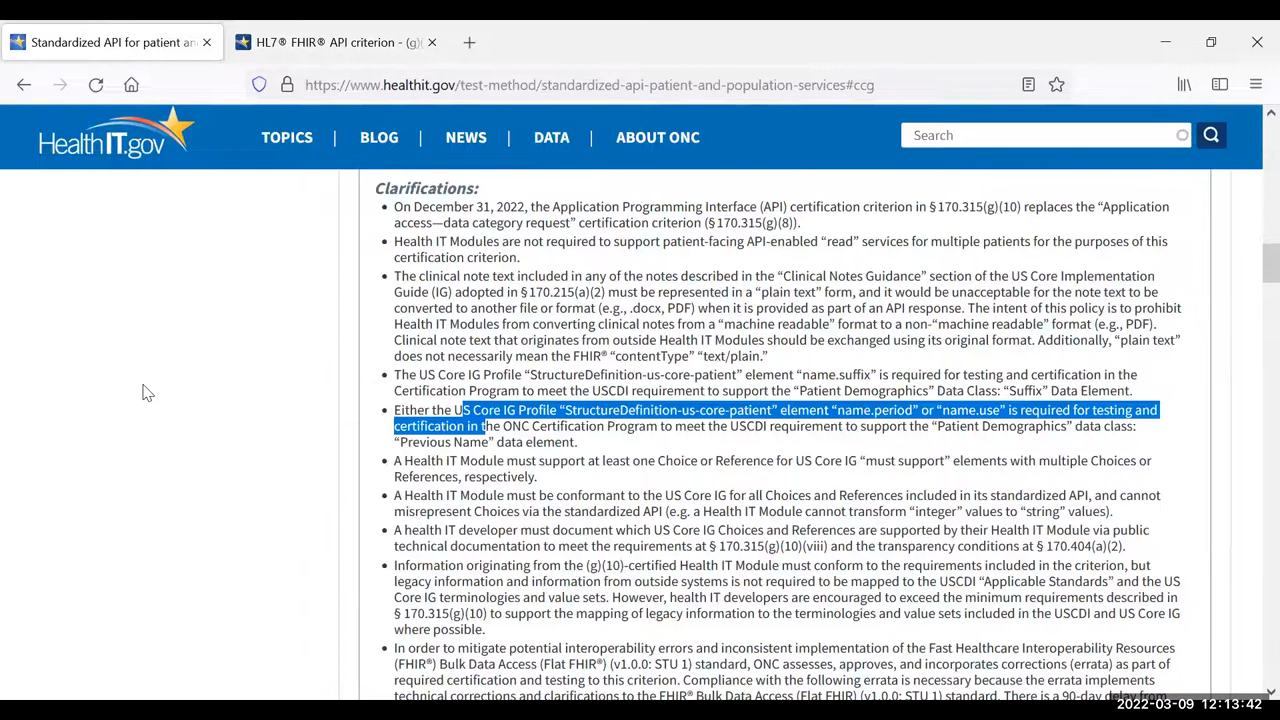 Standardized API for patient an
HL7® FHIR® API criterion - (g)(
https://www.healthit.gov/test-method/standardized-api-patient-and-population-services#ccg
HealthIT.gov
TOPICS | BLOG | NEWS | DATA | ABOUT ONC
Search
Clarifications:
• On December 31, 2022, the Application Programming Interface (API) certification criterion in § 170.315(g)(10) replaces the “Application
access—data category request” certification criterion (§ 170.315(g)(8)).
• Health IT Modules are not required to support patient-facing API-enabled “read” services for multiple patients for the purposes of this
certification criterion.
• The clinical note text included in any of the notes described in the “Clinical Notes Guidance” section of the US Core Implementation
Guide (IG) adopted in § 170.215(a)(2) must be represented in a “plain text” form, and it would be unacceptable for the note text to be
converted to another file or format (e.g., .docx, PDF) when it is provided as part of an API response. The intent of this policy is to prohibit
Health IT Modules from converting clinical notes from a “machine readable” format to a non-“machine readable” format (e.g., PDF).
Clinical note text that originates from outside Health IT Modules should be exchanged using its original format. Additionally, “plain text”
does not necessarily mean the FHIR® “contentType” “text/plain.”
• The US Core IG Profile “StructureDefinition-us-core-patient” element “name.suffix” is required for testing and certification in the
Certification Program to meet the USCDI requirement to support the “Patient Demographics” Data Class: “Suffix” Data Element.
• Either the US Core IG Profile “StructureDefinition-us-core-patient” element “name.period” or “name.use” is required for testing and
certification in the ONC Certification Program to meet the USCDI requirement to support the “Patient Demographics” data class:
“Previous Name” data element.
• A Health IT Module must support at least one Choice or Reference for US Core IG “must support” elements with multiple Choices or
References, respectively.
• A Health IT Module must be conformant to the US Core IG for all Choices and References included in its standardized API, and cannot
misrepresent Choices via the standardized API (e.g. a Health IT Module cannot transform “integer” values to “string” values).
• A health IT developer must document which US Core IG Choices and References are supported by their Health IT Module via public
technical documentation to meet the requirements at § 170.315(g)(10)(viii) and the transparency conditions at § 170.404(a)(2).
• Information originating from the (g)(10)-certified Health IT Module must conform to the requirements included in the criterion, but
legacy information and information from outside systems is not required to be mapped to the USCDI “Applicable Standards” and the US
Core IG terminologies and value sets. However, health IT developers are encouraged to exceed the minimum requirements described in
§ 170.315(g)(10) to support the mapping of legacy information to the terminologies and value sets included in the USCDI and US Core IG
where possible.
• In order to mitigate potential interoperability errors and inconsistent implementation of the Fast Healthcare Interoperability Resources
(FHIR®) Bulk Data Access (Flat FHIR®) (v1.0.0: STU 1) standard, ONC assesses, approves, and incorporates corrections (errata) as part of
required certification and testing to this criterion. Compliance with the following errata is necessary because the errata implements
technical corrections and clarifications to the FHIR® Bulk Data Access (Flat FHIR) (v1.0.0: STU 1) standard. There is a 90-day delay from
2022-03-09 12:13:42